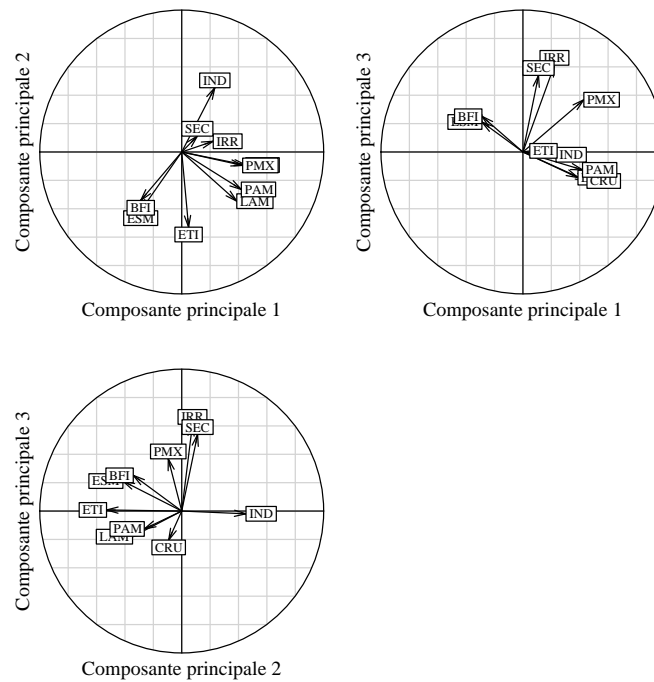 Composante principale 2
IND
SEC
IRR
PMX
PAM
LAM
BFI
ESM
ETI
Composante principale 1
Composante principale 3
IRR
SEC
PMX
BFI
ETI
IND
PAM
CRU
Composante principale 1
Composante principale 3
IRR
SEC
PMX
BFI
ESM
ETI
IND
PAM
LAM
CRU
Composante principale 2